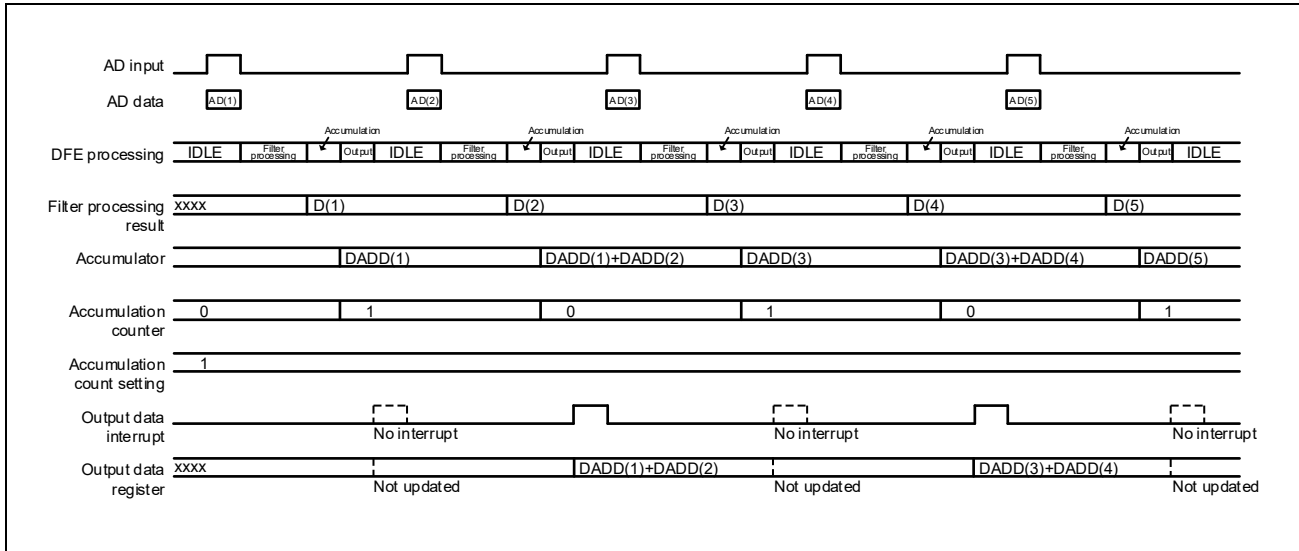 AD input
AD data
AD(1) AD(2) AD(3) AD(4) AD(5)
Accumulation Accumulation Accumulation Accumulation Accumulation
DFE processing
IDLE Filter processing Output IDLE Filter processing Output IDLE Filter processing Output IDLE Filter processing Output IDLE Filter processing Output IDLE
Filter processing result
xxxx D(1) D(2) D(3) D(4) D(5)
Accumulator
DADD(1) DADD(1)+DADD(2) DADD(3) DADD(3)+DADD(4) DADD(5)
Accumulation counter
0 1 0 1 0 1
Accumulation count setting
1
Output data interrupt
No interrupt No interrupt No interrupt
Output data register
xxxx DADD(1)+DADD(2) DADD(3)+DADD(4)
Not updated Not updated Not updated